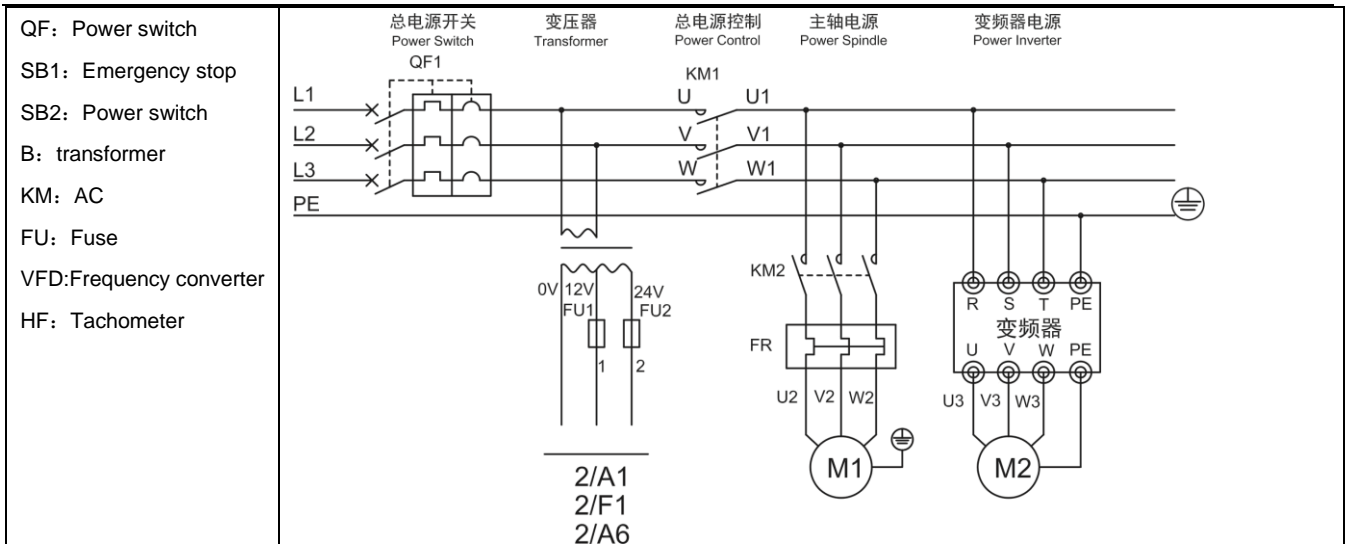 QF：Power switch
SB1：Emergency stop
SB2：Power switch
B：transformer
KM：AC
FU：Fuse
VFD:Frequency converter
HF：Tachometer
总电源开关 变压器 总电源控制 主轴电源 变频器电源
Power Switch Transformer Power Control Power Spindle Power Inverter
QF1
KM1
L1 U U1
L2 V V1
L3 W W1
PE
KM2
0V 12V 24V
FU1 FU2
R S T PE
变频器
FR
U V W PE
1 2
U2 V2 W2
U3 V3 W3
M1 M2
2/A1
2/F1
2/A6